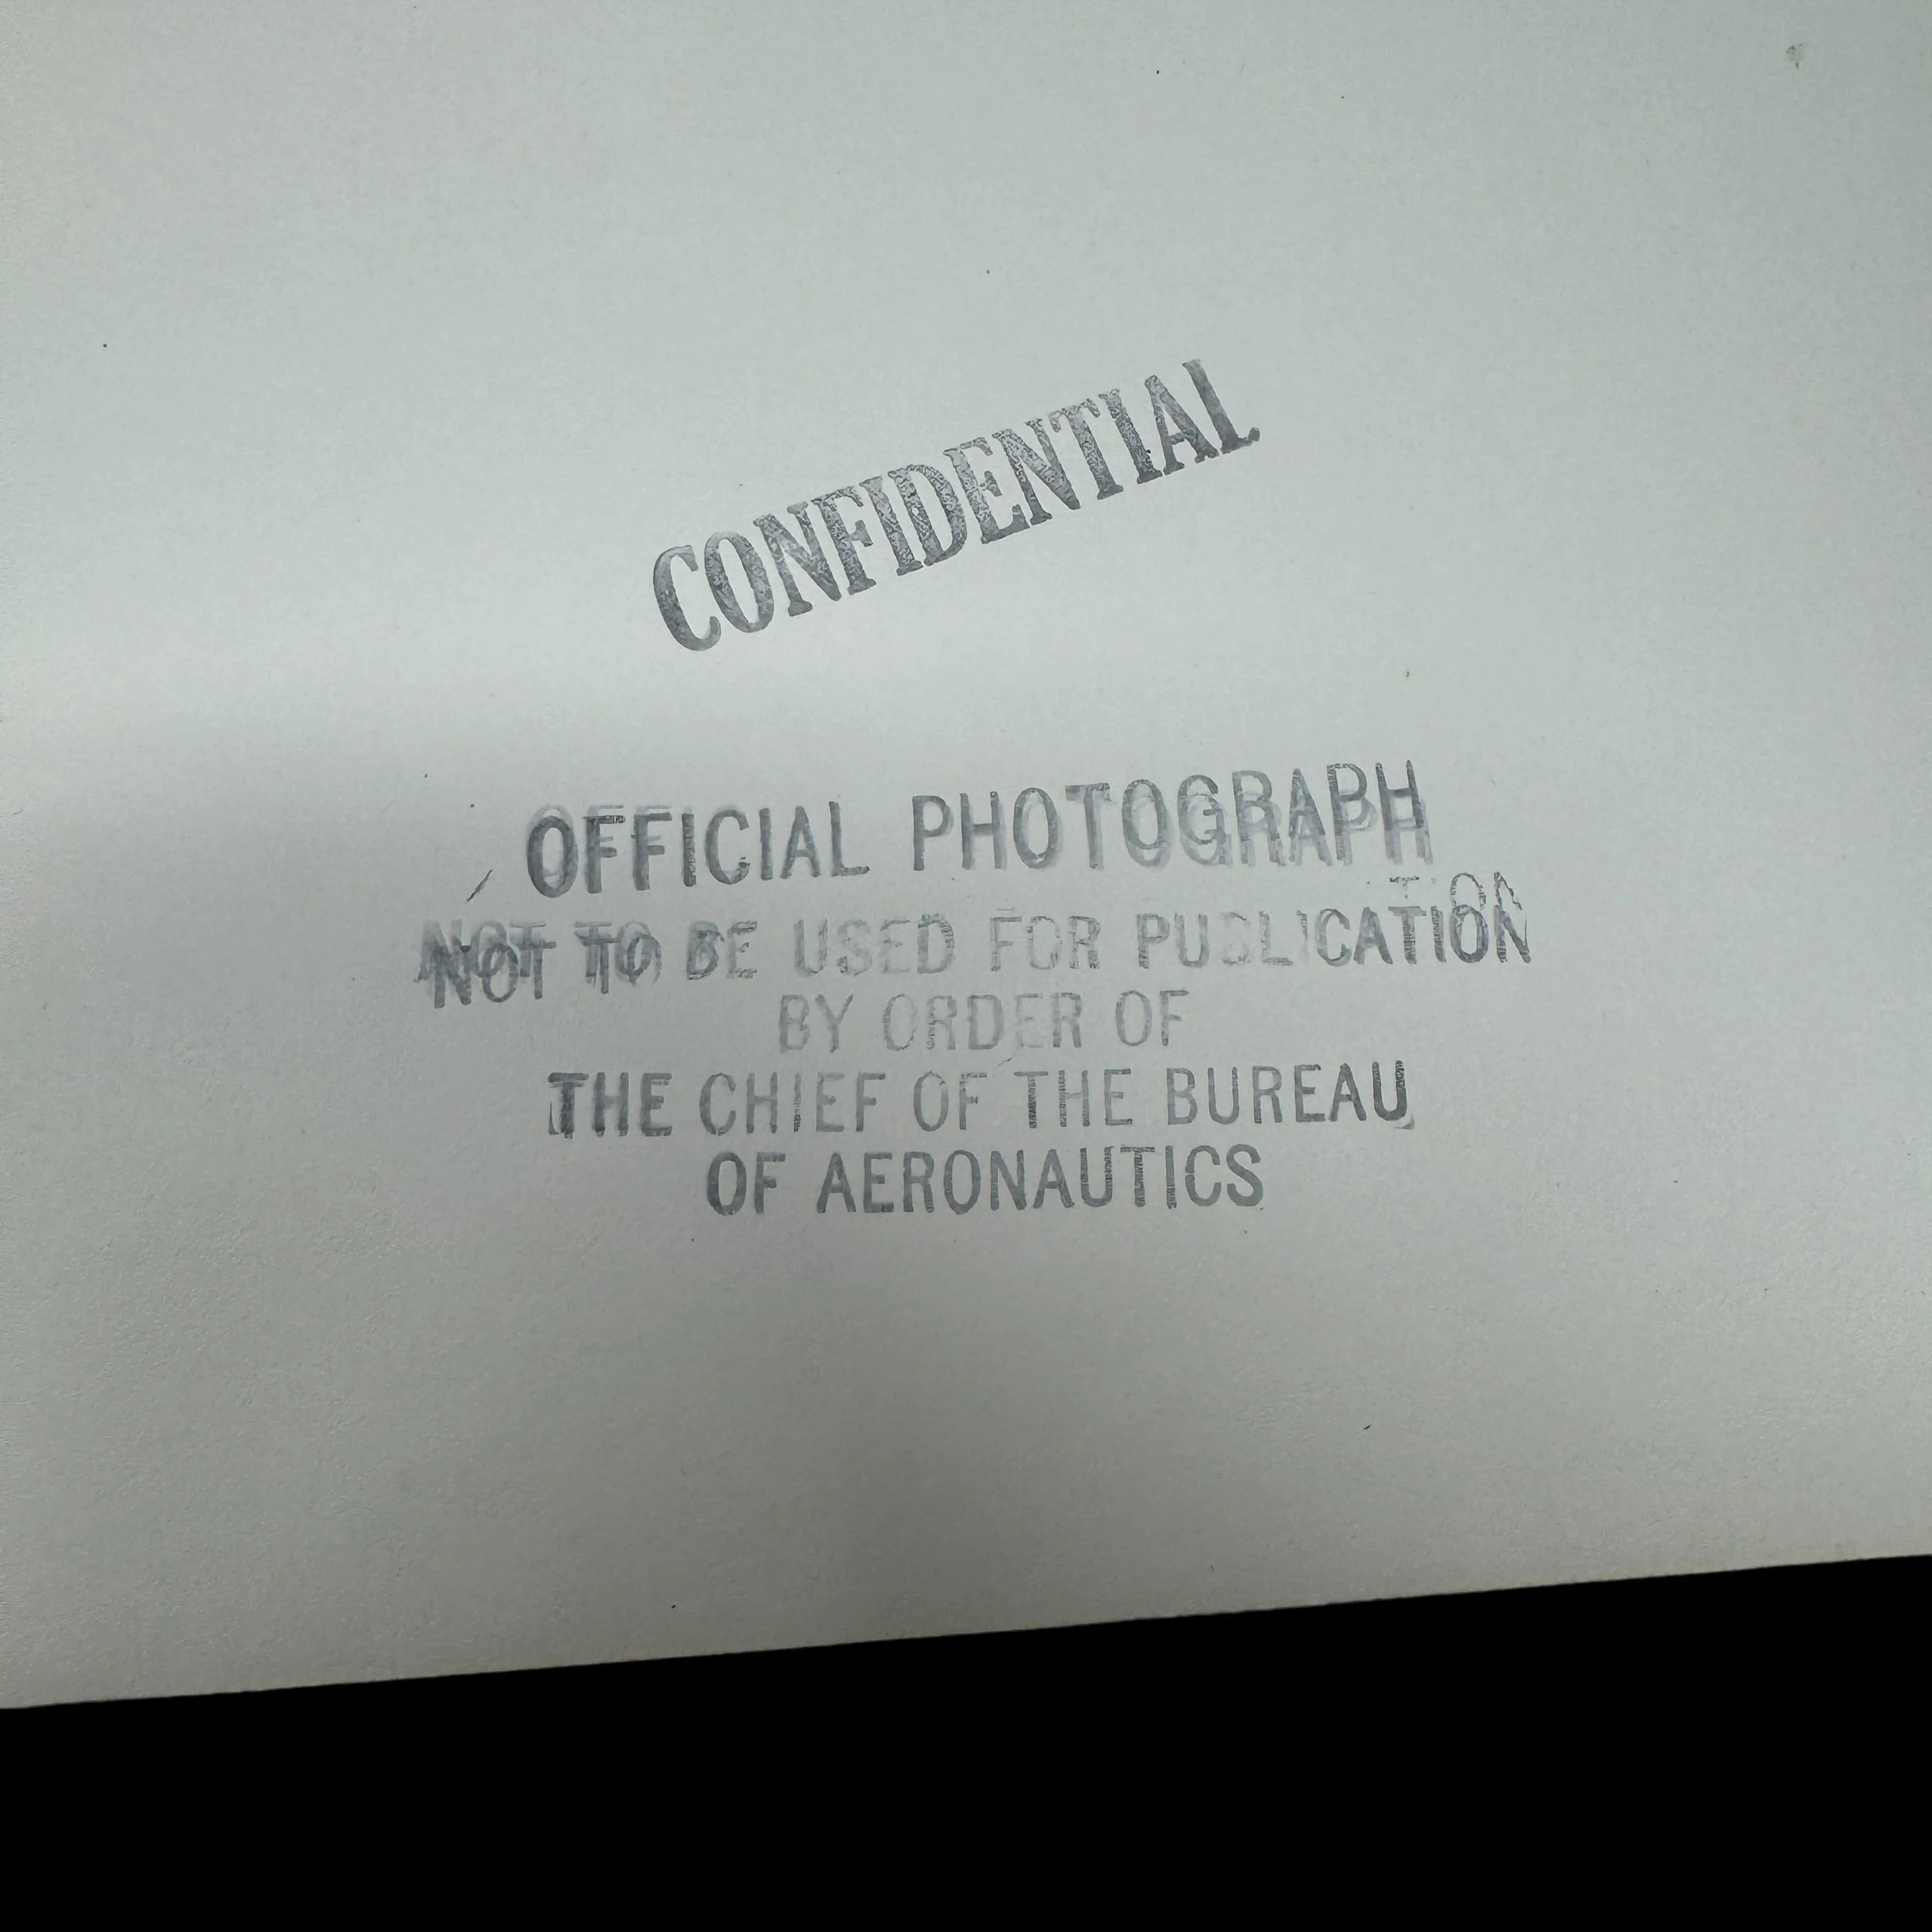 CONFIDENTIAL
OFFICIAL PHOTOGRAPH
NOT TO BE USED FOR PUBLICATION
BY ORDER OF
THE CHIEF OF THE BUREAU
OF AERONAUTICS